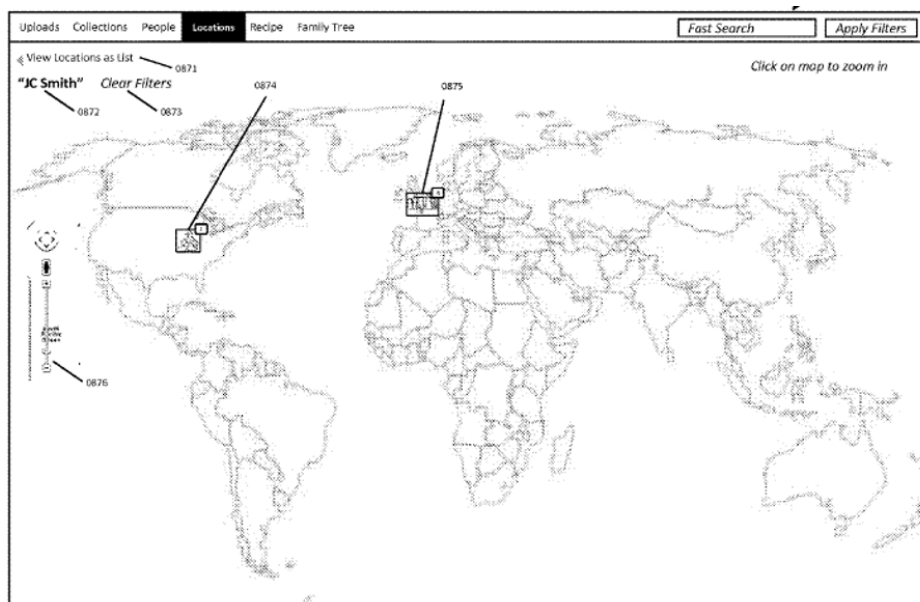 Uploads Collections People Locations Recipe Family Tree Fast Search Apply Filters
View Locations as List
Click on map to zoom in
0871
"JC Smith" Clear Filters
0874
0875
0872
0873
0876